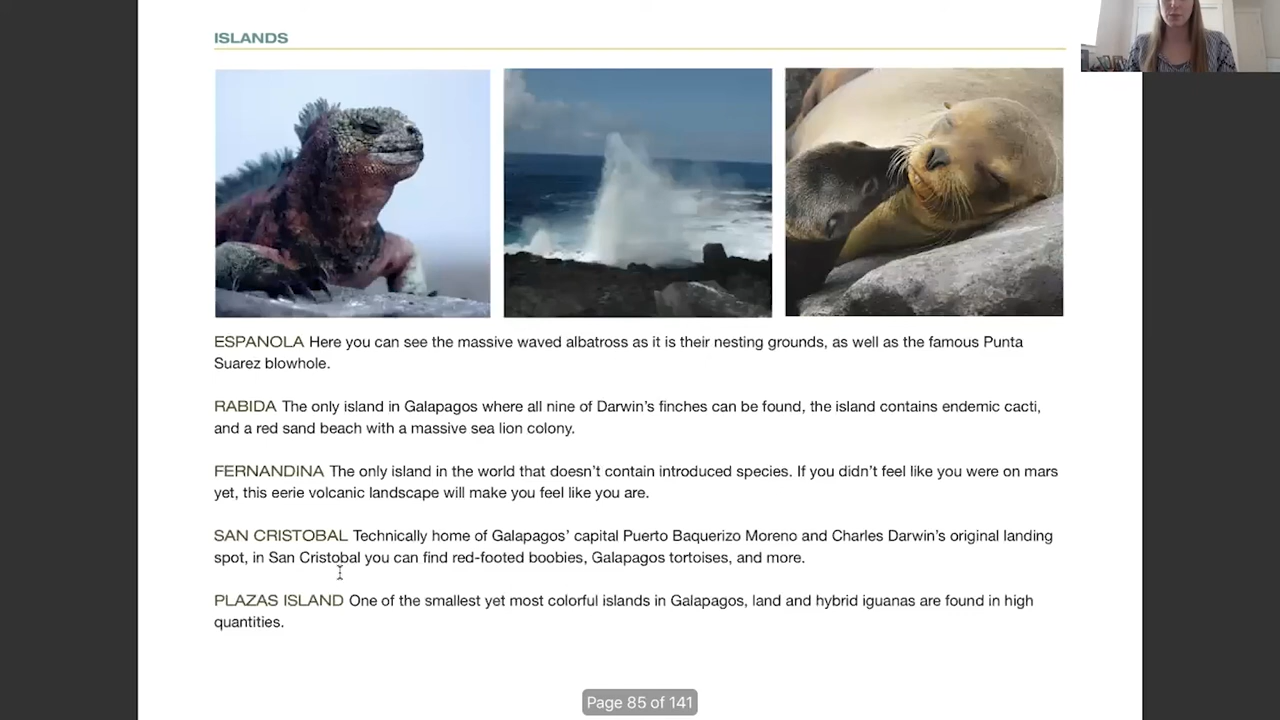 ISLANDS
ESPANOLA Here you can see the massive waved albatross as it is their nesting grounds, as well as the famous Punta
Suarez blowhole.
RABIDA The only island in Galapagos where all nine of Darwin's finches can be found, the island contains endemic cacti,
and a red sand beach with a massive sea lion colony.
FERNANDINA The only island in the world that doesn't contain introduced species. If you didn't feel like you were on mars
yet, this eerie volcanic landscape will make you feel like you are.
SAN CRISTOBAL Technically home of Galapagos' capital Puerto Baquerizo Moreno and Charles Darwin's original landing
spot, in San Cristobal you can find red-footed boobies, Galapagos tortoises, and more.
PLAZAS ISLAND One of the smallest yet most colorful islands in Galapagos, land and hybrid iguanas are found in high
quantities.
Page 85 of 141